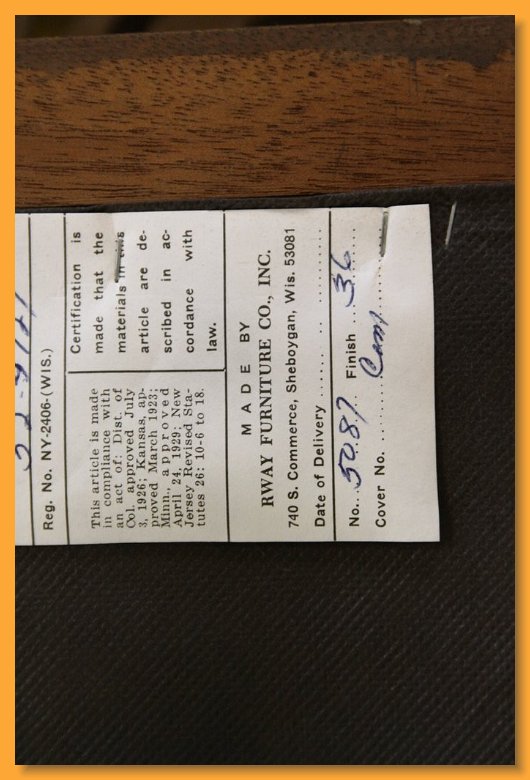 Reg. No. NY-2406-(WIS.)
This article is made
in compliance with
an act of: Dist. of
Col. approved July
3, 1926; Kansas, ap-
proved March 1923;
Minn., approved
April 24, 1929; New
Jersey Revised Sta-
tutes 26; 10-6 to 18.
Certification is
made that the
materials in this
article are de-
scribed in ac-
cordance with
law.
MADE BY
RWAY FURNITURE CO., INC.
740 S. Commerce, Sheboygan, Wis. 53081
Date of Delivery
No. 5087 Finish 36
Cover No.